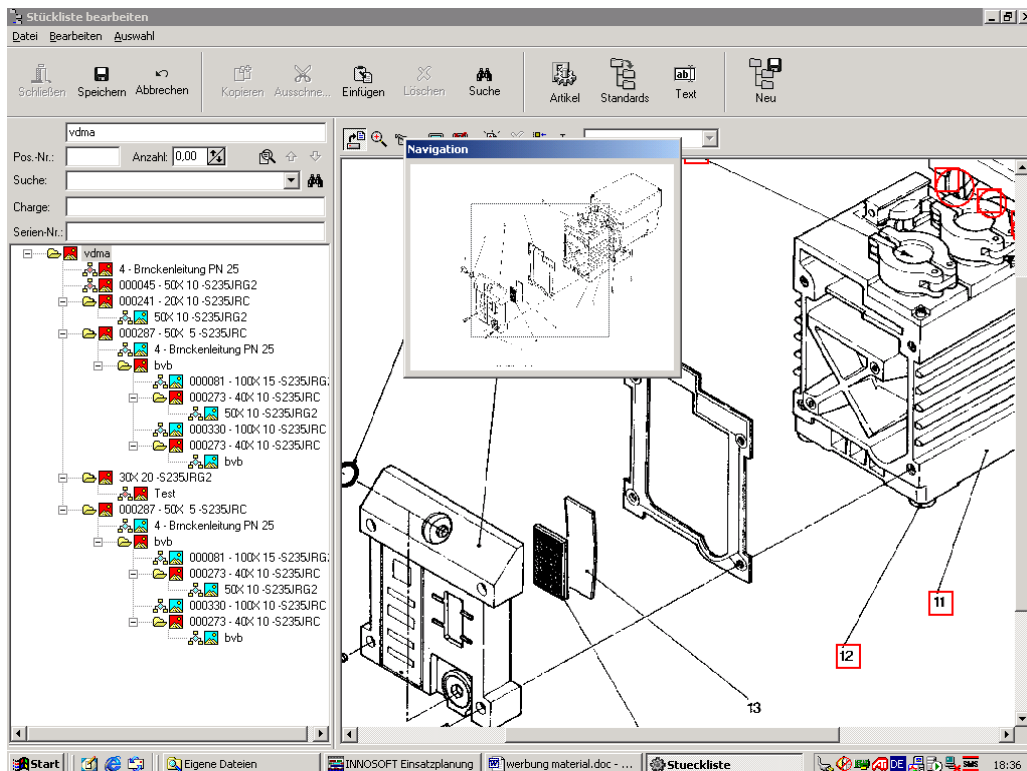 Stückliste bearbeiten
Datei Bearbeiten Auswahl
Schließen Speichern Abbrechen Kopieren Ausschne... Einfügen Löschen Suche Artikel Standards Text Neu
vdma
Pos.-Nr.: Anzahl: 0,00
Suche:
Charge:
Serien-Nr.:
vdma
4 - Brnckenleitung PN 25
000045 - 50X 10 -S235JRG2
000241 - 20X 10 -S235JRC
50X 10 -S235JRG2
000287 - 50X 5 -S235JRC
4 - Brnckenleitung PN 25
bvb
000081 - 100X 15 -S235JRG
000273 - 40X 10 -S235JRC
50X 10 -S235JRG2
000330 - 100X 10 -S235JRC
000273 - 40X 10 -S235JRC
bvb
30X 20 -S235JRG2
Test
000287 - 50X 5 -S235JRC
4 - Brnckenleitung PN 25
bvb
000081 - 100X 15 -S235JRG
000273 - 40X 10 -S235JRC
50X 10 -S235JRG2
000330 - 100X 10 -S235JRC
000273 - 40X 10 -S235JRC
bvb
Navigation
11
12
13
Start Eigene Dateien INNOSOFT Einsatzplanung werbung material.doc - ... Stueckliste DE 18:36